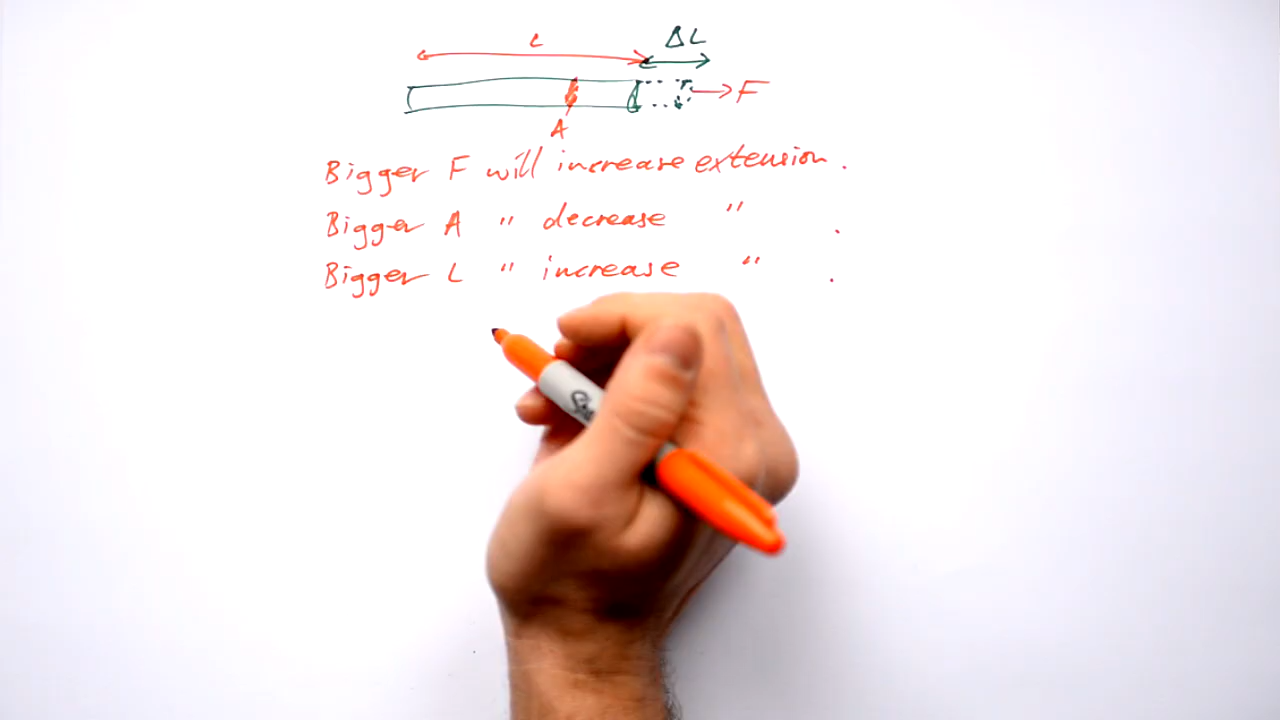 L ΔL
F
A
Bigger F will increase extension.
Bigger A " decrease " .
Bigger L " increase " .